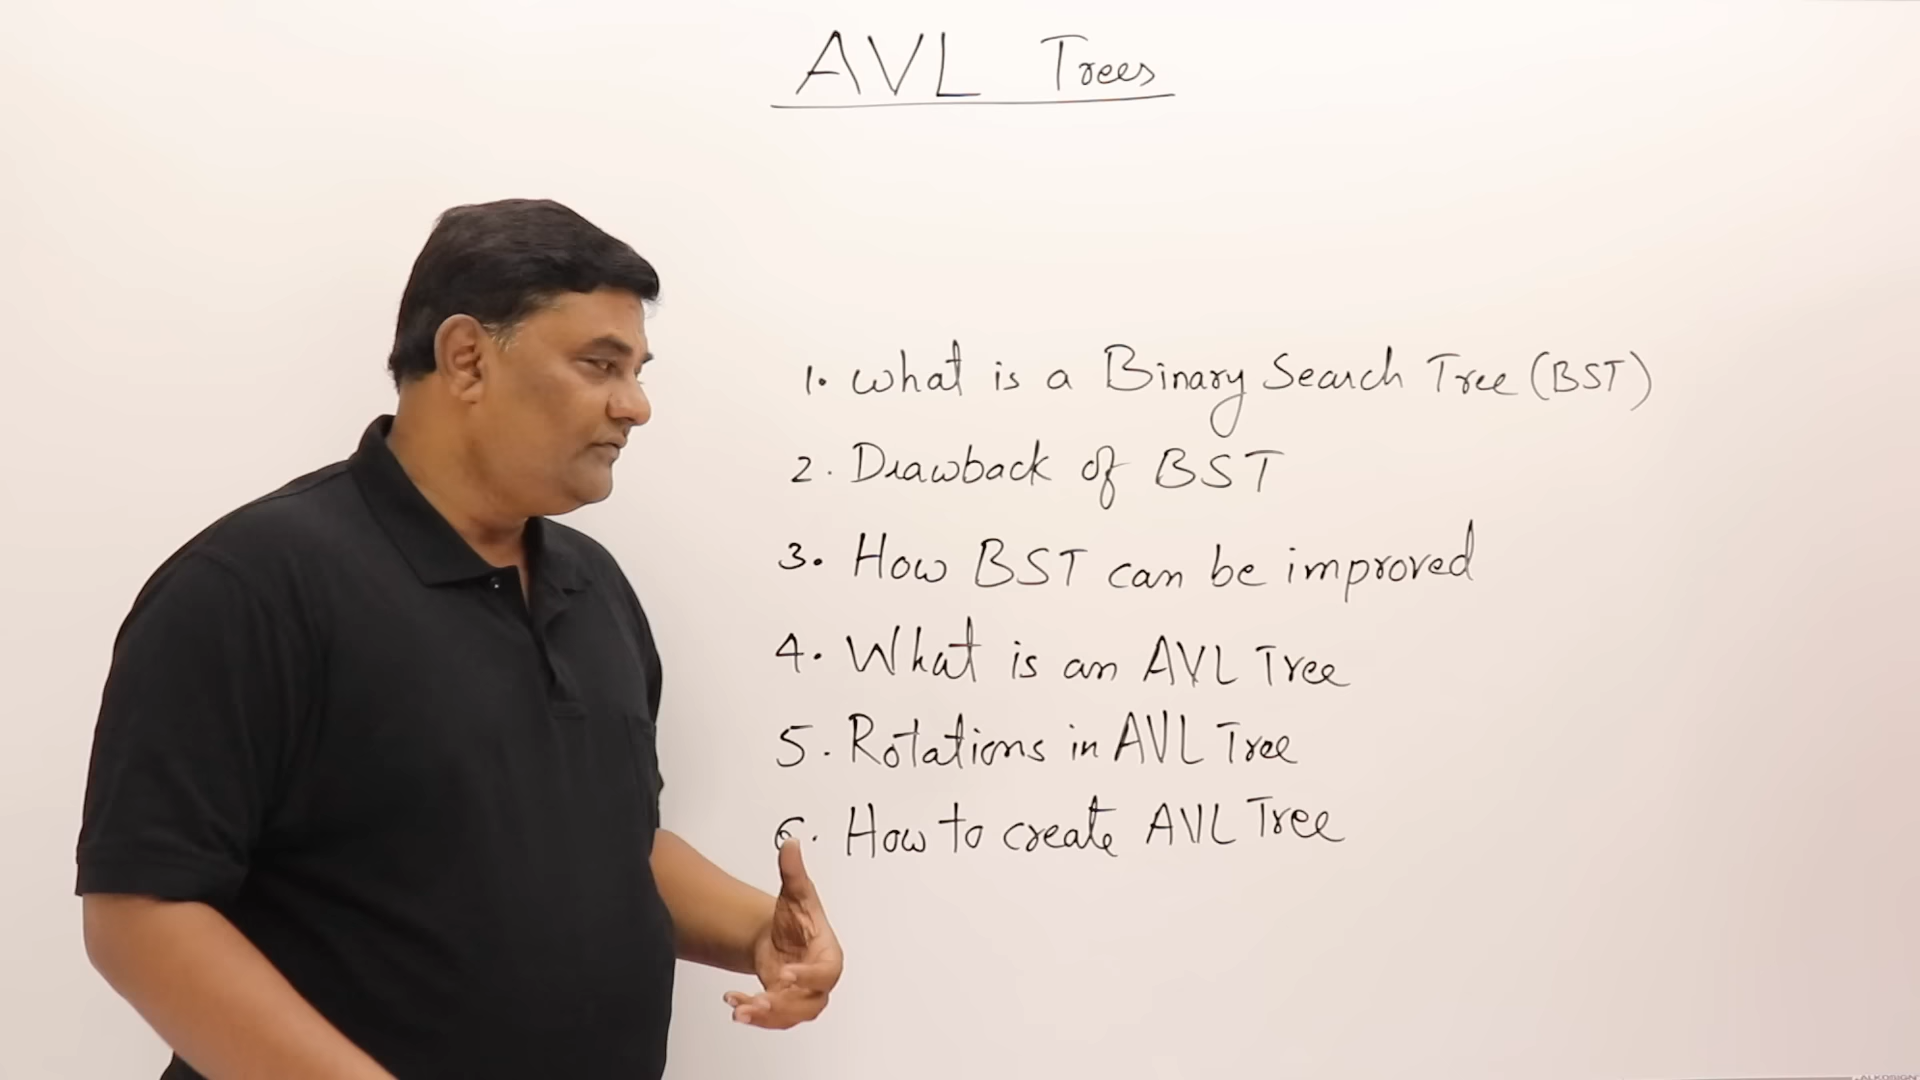 AVL Trees
1. What is a Binary Search Tree (BST)
2. Drawback of BST
3. How BST can be improved
4. What is an AVL Tree
5. Rotations in AVL Tree
6. How to create AVL Tree